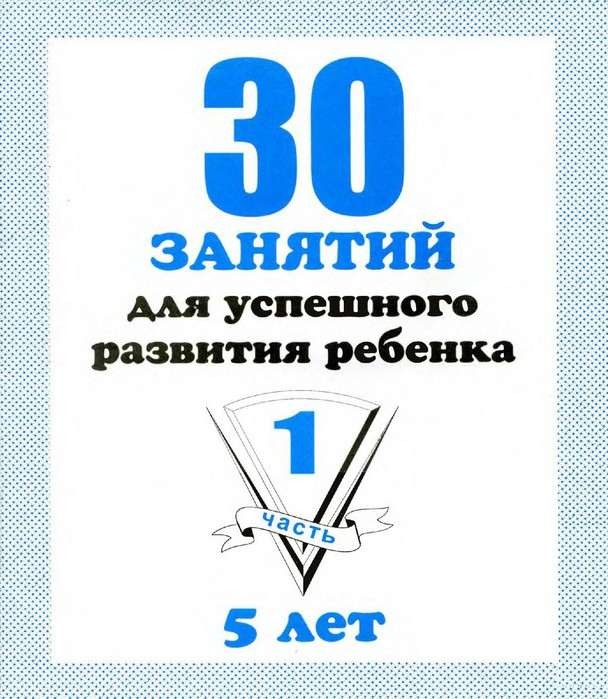 30
ЗАНЯТИЙ
для успешного
развития ребенка
1
часть
5 лет